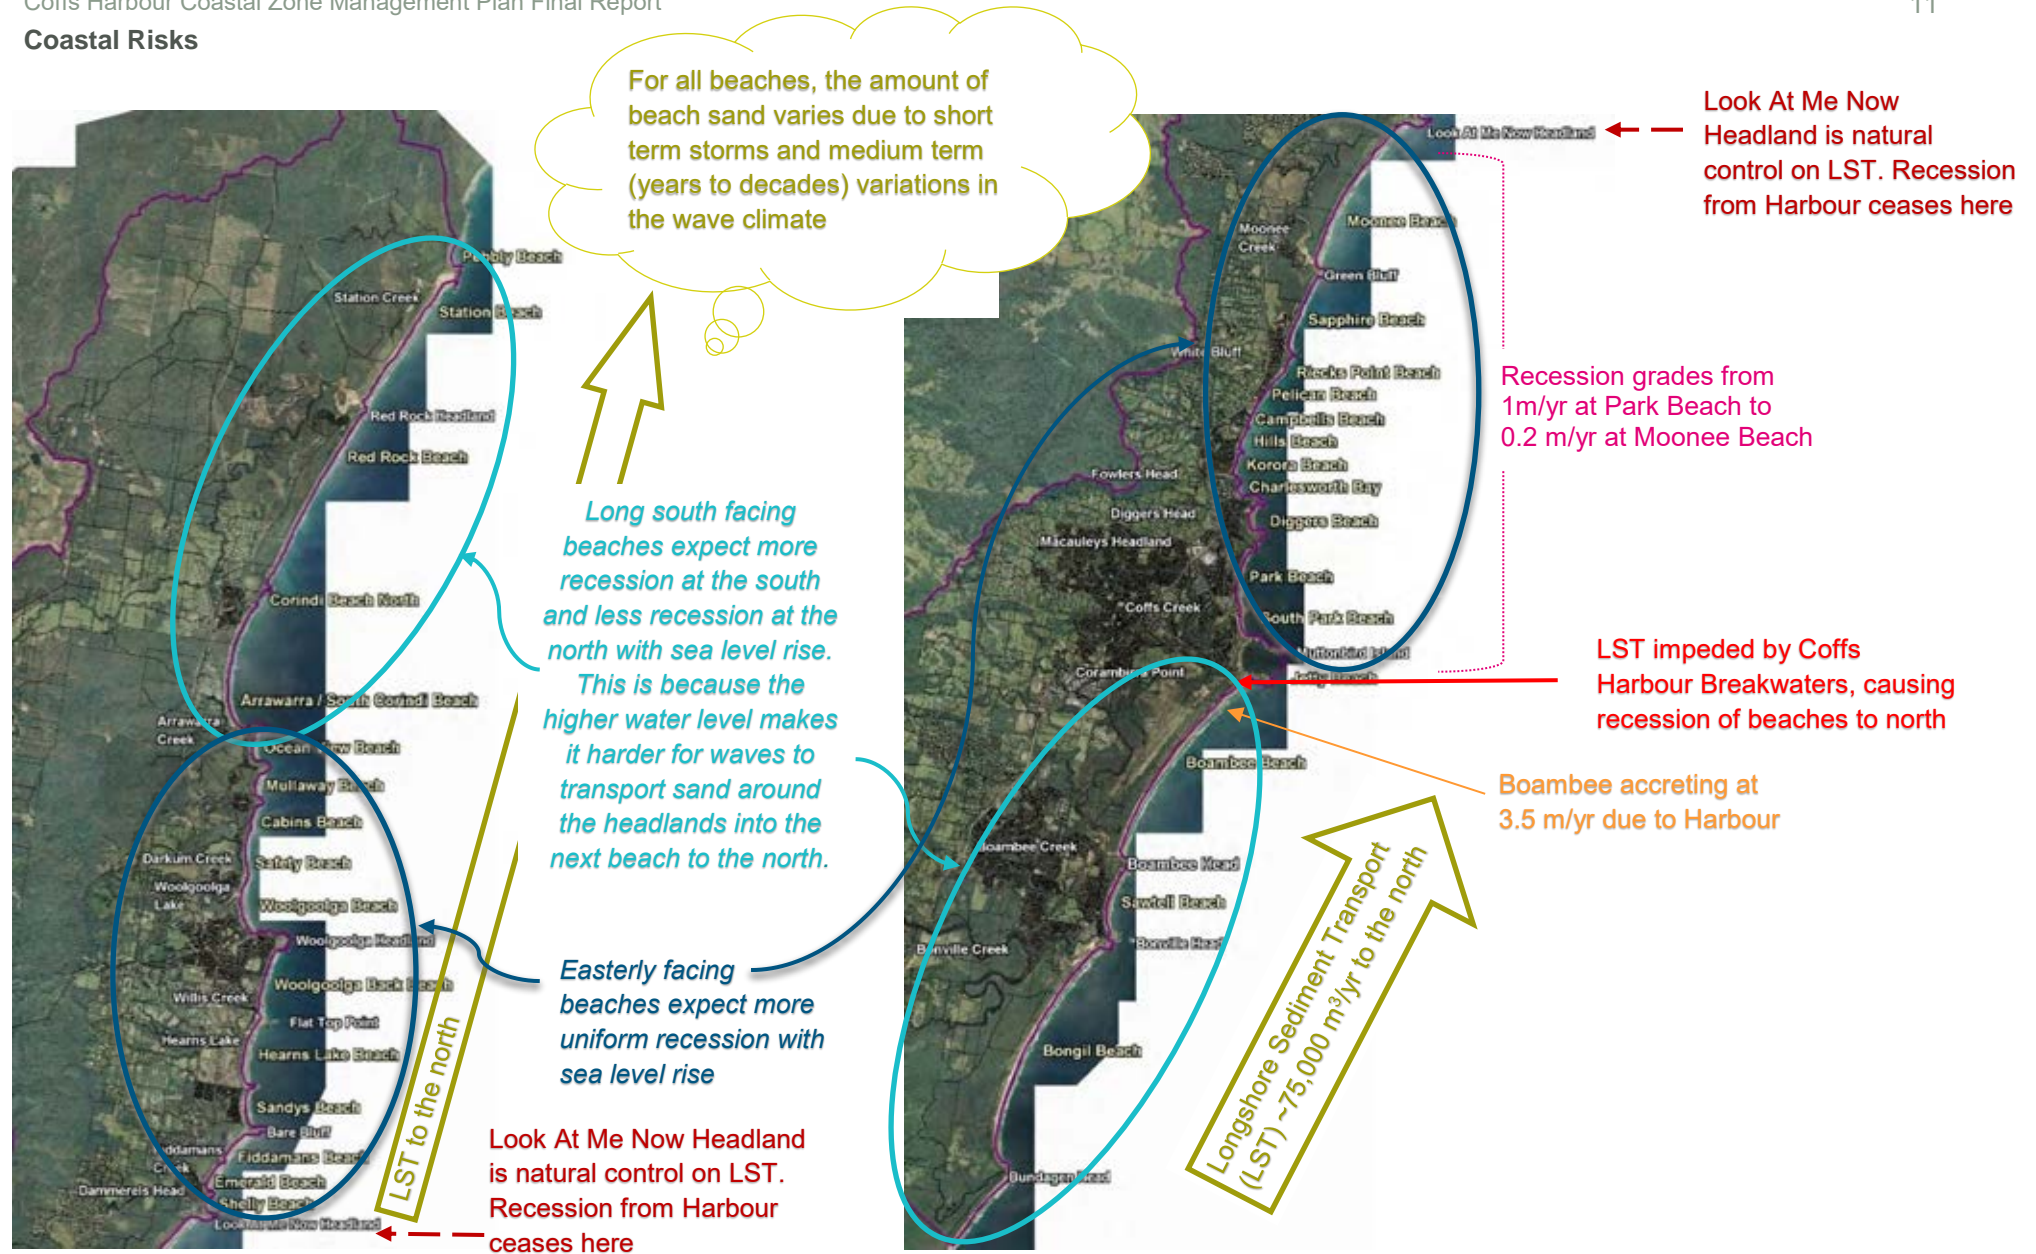 Coffs Harbour Coastal Zone Management Plan Final Report
11
Coastal Risks
For all beaches, the amount of
beach sand varies due to short
term storms and medium term
(years to decades) variations in
the wave climate
Look At Me Now
Headland is natural
control on LST. Recession
from Harbour ceases here
Pebbly Beach
Station Creek
Station Beach
Red Rock Headland
Red Rock Beach
Corindi Beach North
Arrawarra / South Corindi Beach
Arrawarra
Creek
Ocean View Beach
Mullaway Beach
Cabins Beach
Darkum Creek
Safety Beach
Woolgoolga
Lake
Woolgoolga Beach
Woolgoolga Headland
Woolgoolga Back Beach
Willis Creek
Flat Top Point
Hearns Lake
Hearns Lake Beach
Sandys Beach
Bare Bluff
Fiddamans
Creek
Fiddamans Beach
Emerald Beach
Dammerels Head
Shelly Beach
Look At Me Now Headland
LST to the north
Long south facing
beaches expect more
recession at the south
and less recession at the
north with sea level rise.
This is because the
higher water level makes
it harder for waves to
transport sand around
the headlands into the
next beach to the north.
Easterly facing
beaches expect more
uniform recession with
sea level rise
Look At Me Now Headland
is natural control on LST.
Recession from Harbour
ceases here
Look At Me Now Headland
Moonee Beach
Moonee
Creek
Green Bluff
Sapphire Beach
White Bluff
Riecks Point Beach
Pelican Beach
Campbells Beach
Hills Beach
Korora Beach
Fowlers Head
Charlesworth Bay
Diggers Head
Diggers Beach
Macauleys Headland
Park Beach
Coffs Creek
South Park Beach
Muttonbird Island
Corambirra Point
Jetty Beach
Boambee Beach
Boambee Creek
Boambee Head
Sawtell Beach
Bonville Creek
Bonville Head
Bongil Beach
Bundagen Head
Recession grades from
1m/yr at Park Beach to
0.2 m/yr at Moonee Beach
LST impeded by Coffs
Harbour Breakwaters, causing
recession of beaches to north
Boambee accreting at
3.5 m/yr due to Harbour
Longshore Sediment Transport
(LST) ~75,000 m³/yr to the north